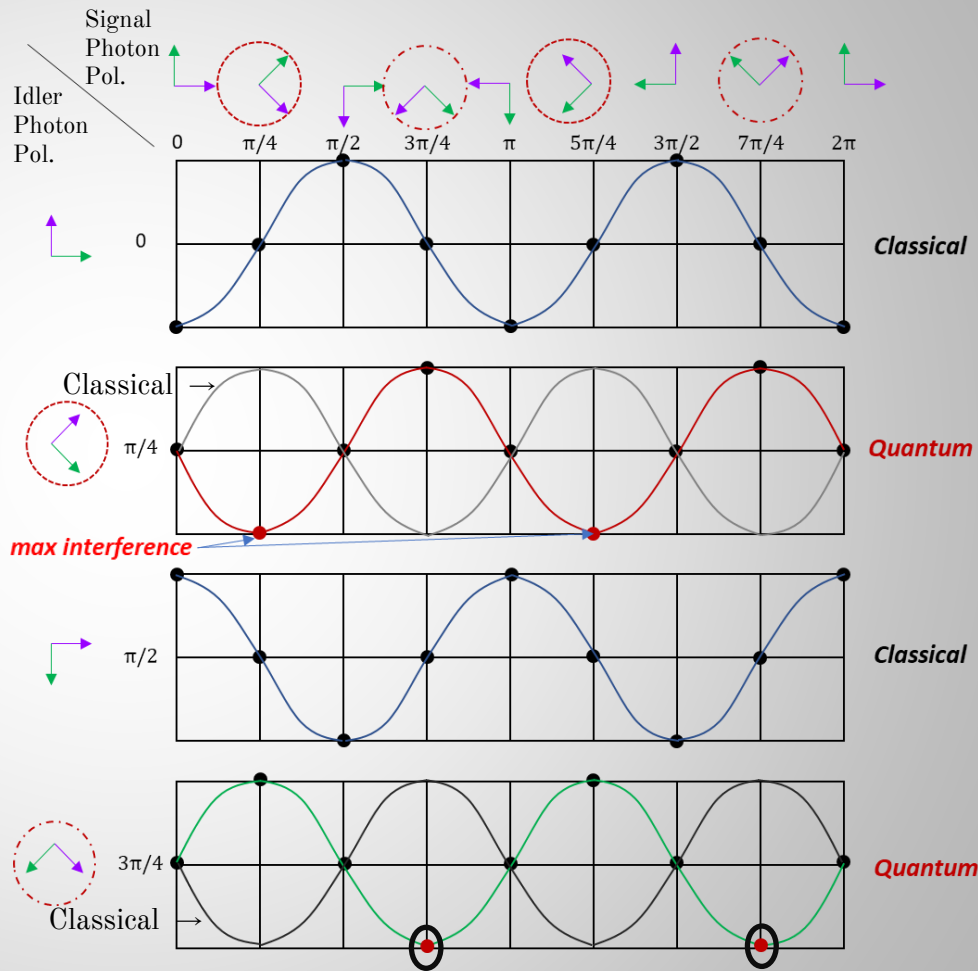 Signal
Photon
Pol.
Idler
Photon
Pol.
0 π/4 π/2 3π/4 π 5π/4 3π/2 7π/4 2π
0 Classical
Classical →
π/4 Quantum
max interference
π/2 Classical
3π/4 Quantum
Classical →